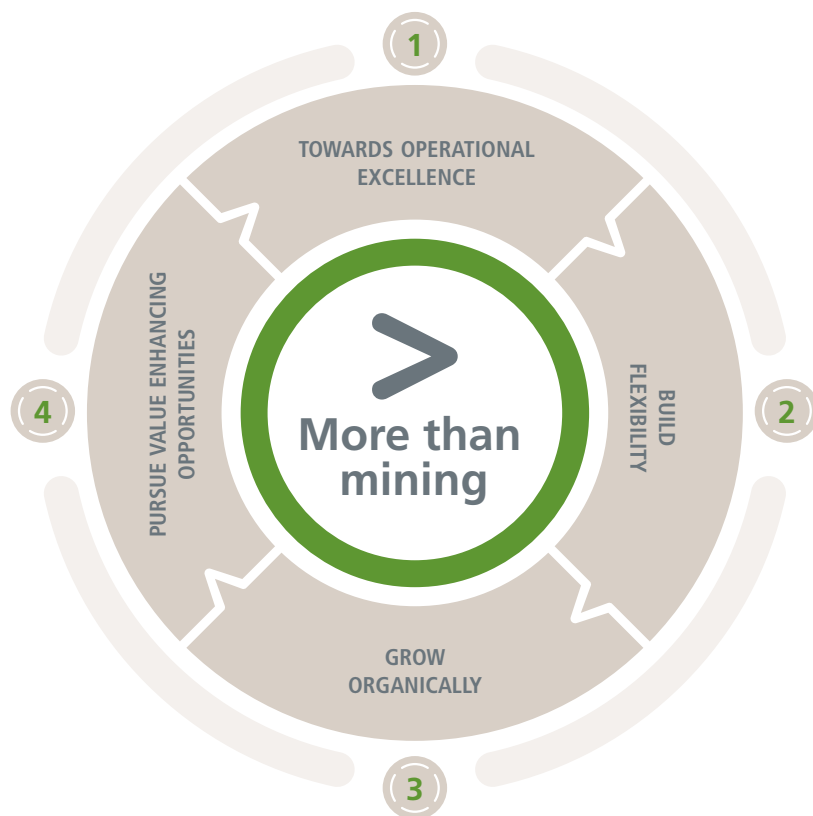 1
TOWARDS OPERATIONAL
EXCELLENCE
2
BUILD
FLEXIBILITY
3
GROW
ORGANICALLY
4
PURSUE VALUE ENHANCING
OPPORTUNITIES
>
More than
mining